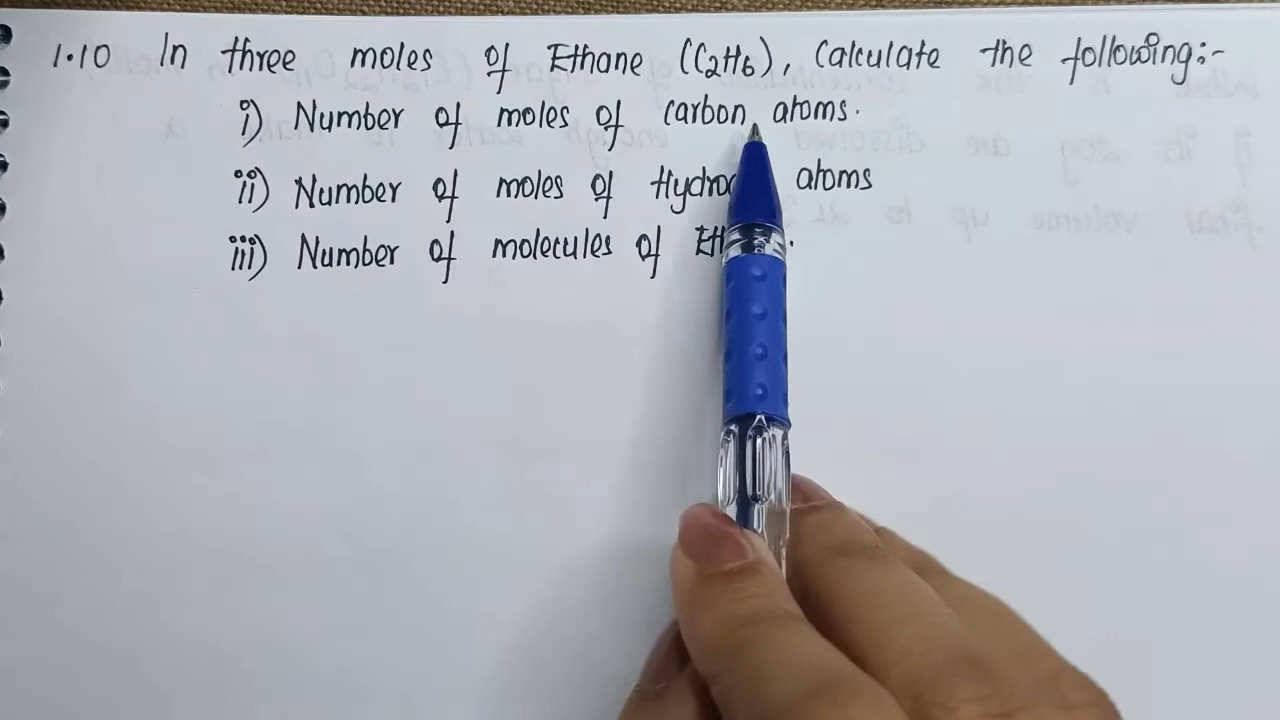 1.10 In three moles of Ethane (C₂H₆), Calculate the following:-
i) Number of moles of Carbon atoms.
ii) Number of moles of atoms
iii) Number of molecules of